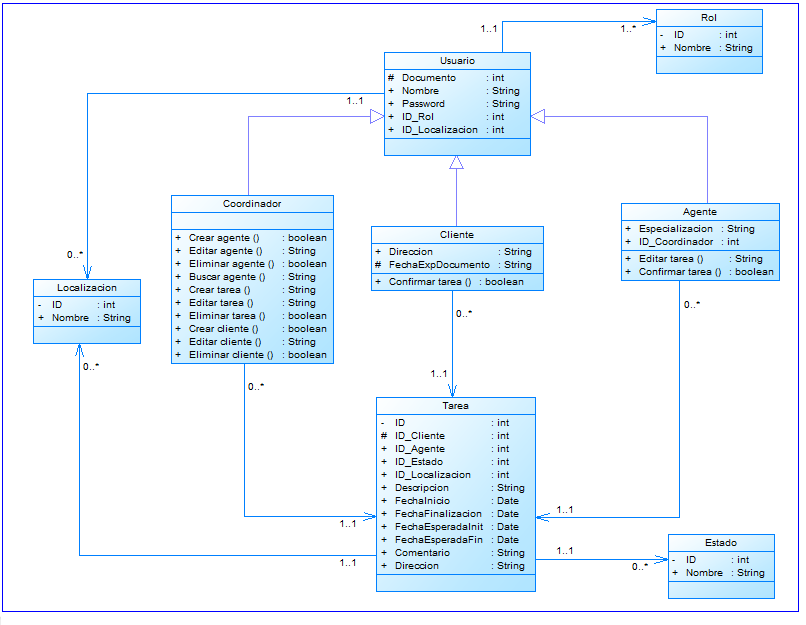 Rol
- ID : int
+ Nombre : String
1..1
1..*
Usuario
# Documento : int
+ Nombre : String
+ Password : String
+ ID_Rol : int
+ ID_Localizacion : int
1..1
0..*
Coordinador
+ Crear agente () : boolean
+ Editar agente () : String
+ Eliminar agente () : boolean
+ Buscar agente () : String
+ Crear tarea () : String
+ Editar tarea () : String
+ Eliminar tarea () : boolean
+ Crear cliente () : boolean
+ Editar cliente () : String
+ Eliminar cliente () : boolean
0..*
1..1
Cliente
+ Direccion : String
# FechaExpDocumento : String
+ Confirmar tarea () : boolean
0..*
1..1
Agente
+ Especializacion : String
+ ID_Coordinador : int
+ Editar tarea () : String
+ Confirmar tarea () : boolean
0..*
1..1
Localizacion
- ID : int
+ Nombre : String
0..*
1..1
Tarea
- ID : int
# ID_Cliente : int
+ ID_Agente : int
+ ID_Estado : int
+ ID_Localizacion : int
+ Descripcion : String
+ FechaInicio : Date
+ FechaFinalizacion : Date
+ FechaEsperadaInit : Date
+ FechaEsperadaFin : Date
+ Comentario : String
+ Direccion : String
1..1
0..*
Estado
- ID : int
+ Nombre : String